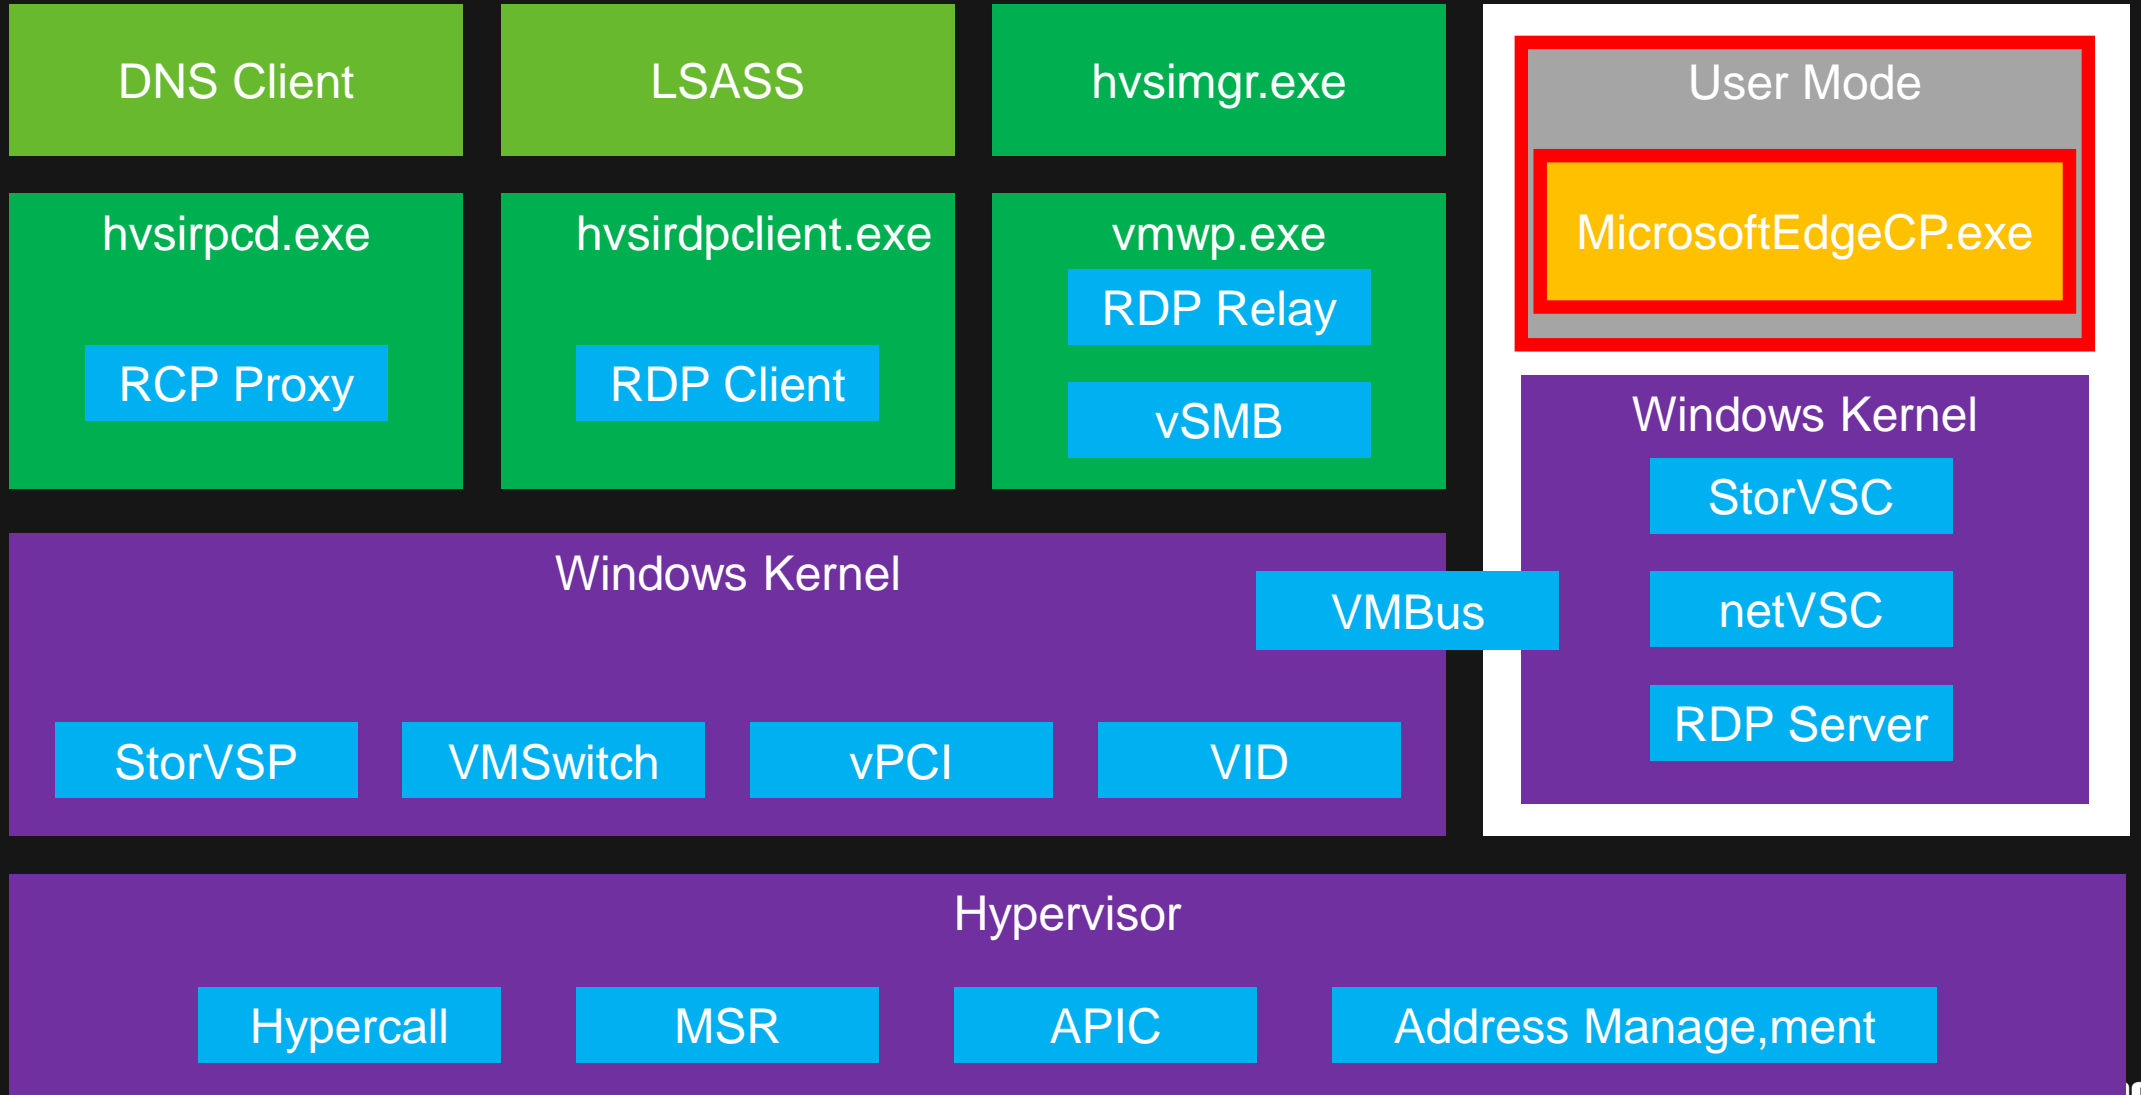 DNS Client
LSASS
hvsimgr.exe
User Mode
MicrosoftEdgeCP.exe
hvsirpcd.exe
RCP Proxy
hvsirdpclient.exe
RDP Client
vmwp.exe
RDP Relay
vSMB
Windows Kernel
StorVSC
netVSC
RDP Server
Windows Kernel
VMBus
StorVSP
VMSwitch
vPCI
VID
Hypervisor
Hypercall
MSR
APIC
Address Manage,ment